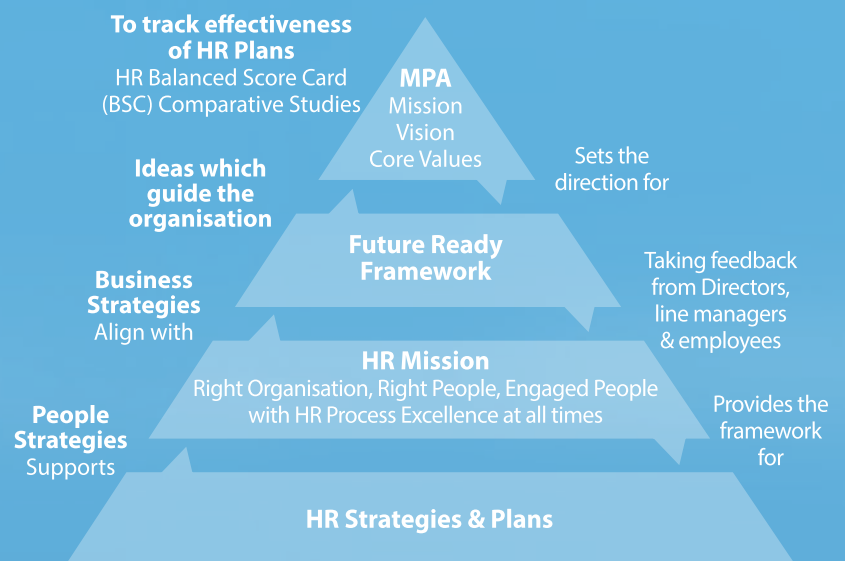 To track effectiveness
of HR Plans
HR Balanced Score Card
(BSC) Comparative Studies
MPA
Mission
Vision
Core Values
Sets the
direction for
Ideas which
guide the
organisation
Future Ready
Framework
Taking feedback
from Directors,
line managers
& employees
Business
Strategies
Align with
HR Mission
Right Organisation, Right People, Engaged People
with HR Process Excellence at all times
Provides the
framework
for
People
Strategies
Supports
HR Strategies & Plans